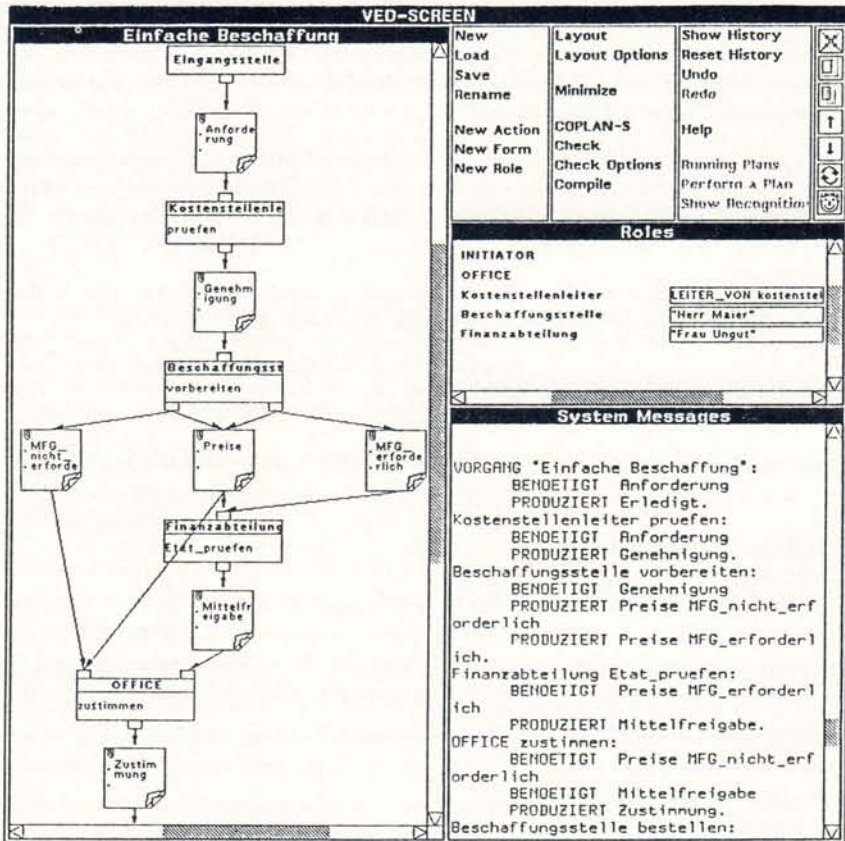 VED-SCREEN
Einfache Beschaffung
Eingangsstelle
Anforde
rung
Kostenstellenle
pruefen
Genehm
igung
Beschaffungsst
vorbereiten
MFG_
nicht_
erforde
Preise
MFG_
erforde
rlich
Finanzabteilung
Etat_pruefen
Mittelfr
eigabe
OFFICE
zustimmen
Zustim
mung
New
Load
Save
Rename
New Action
New Form
New Role
Layout
Layout Options
Minimize
COPLAN-S
Check
Check Options
Compile
Show History
Reset History
Undo
Redo
Help
Running Plans
Perform a Plan
Show Recognition
Roles
INITIATOR
OFFICE
Kostenstellenleiter LEITER_VON kostenstel
Beschaffungsstelle "Herr Maier"
Finanzabteilung "Frau Ungut"
System Messages
VORGANG "Einfache Beschaffung":
BENOETIGT Anforderung
PRODUZIERT Erledigt.
Kostenstellenleiter pruefen:
BENOETIGT Anforderung
PRODUZIERT Genehmigung.
Beschaffungsstelle vorbereiten:
BENOETIGT Genehmigung
PRODUZIERT Preise MFG_nicht_erf
orderlich
PRODUZIERT Preise MFG_erforderl
ich.
Finanzabteilung Etat_pruefen:
BENOETIGT Preise MFG_erforderl
ich
PRODUZIERT Mittelfreigabe.
OFFICE zustimmen:
BENOETIGT Preise MFG_nicht_erf
orderlich
BENOETIGT Mittelfreigabe
PRODUZIERT Zustimmung.
Beschaffungsstelle bestellen: